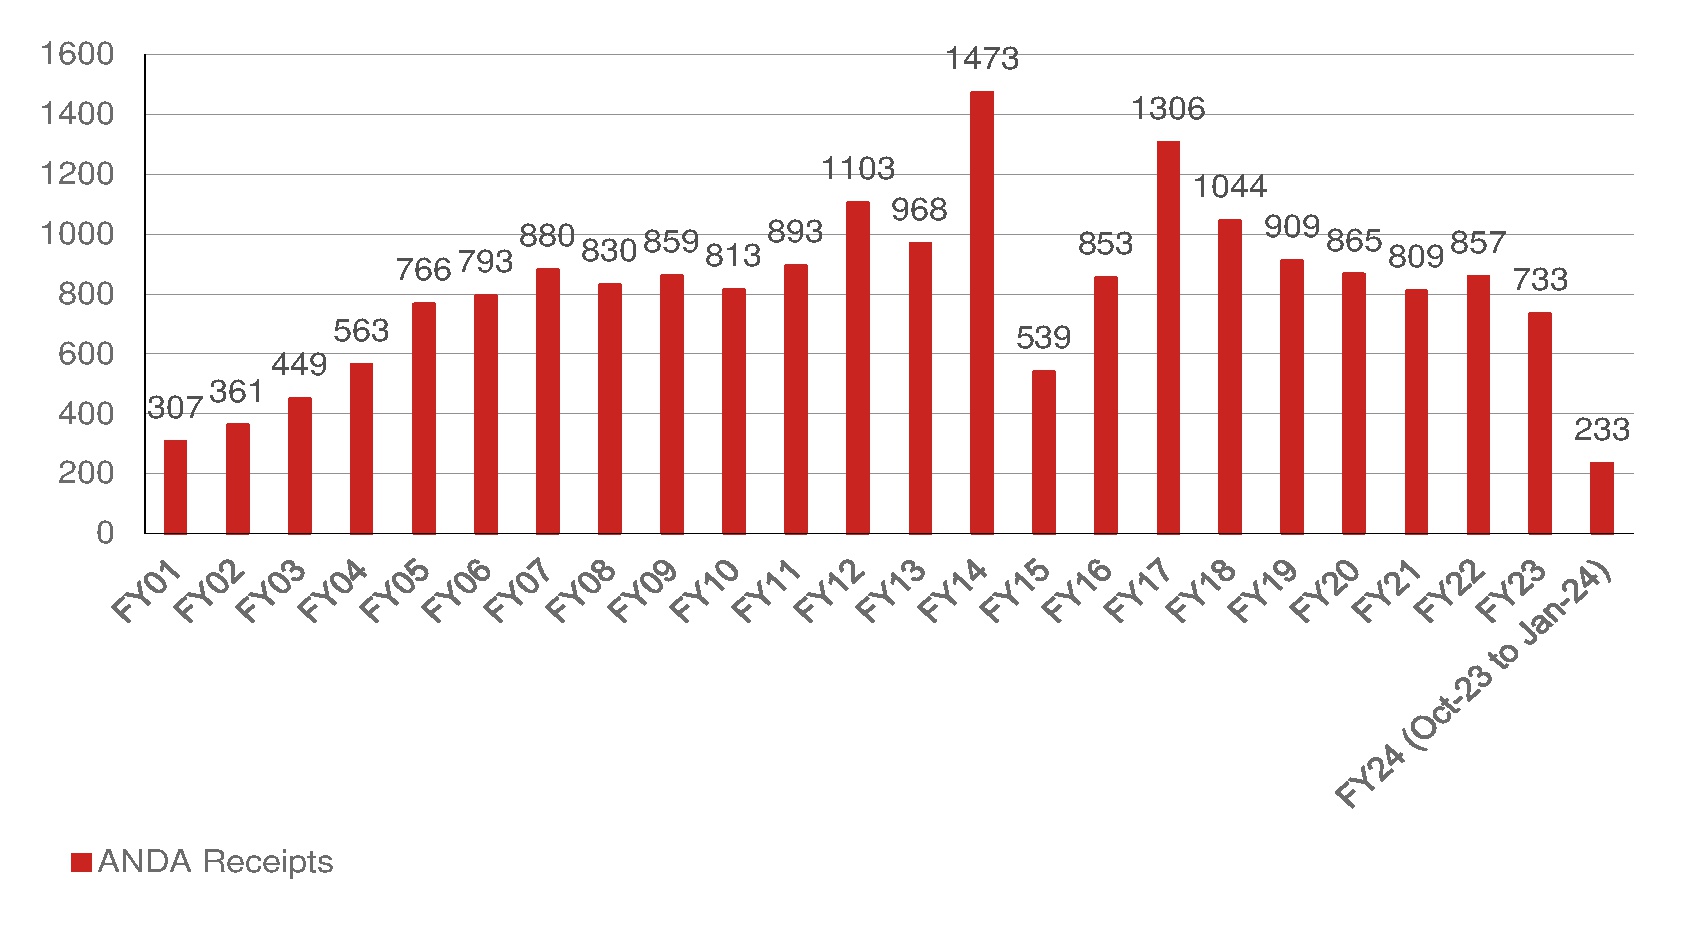 1600
1400
1200
1000
800
600
400
200
0
307
361
449
563
766
793
880
830
859
813
893
1103
968
1473
539
853
1306
1044
909
865
809
857
733
233
FY01
FY02
FY03
FY04
FY05
FY06
FY07
FY08
FY09
FY10
FY11
FY12
FY13
FY14
FY15
FY16
FY17
FY18
FY19
FY20
FY21
FY22
FY23
FY24 (Oct-23 to Jan-24)
ANDA Receipts